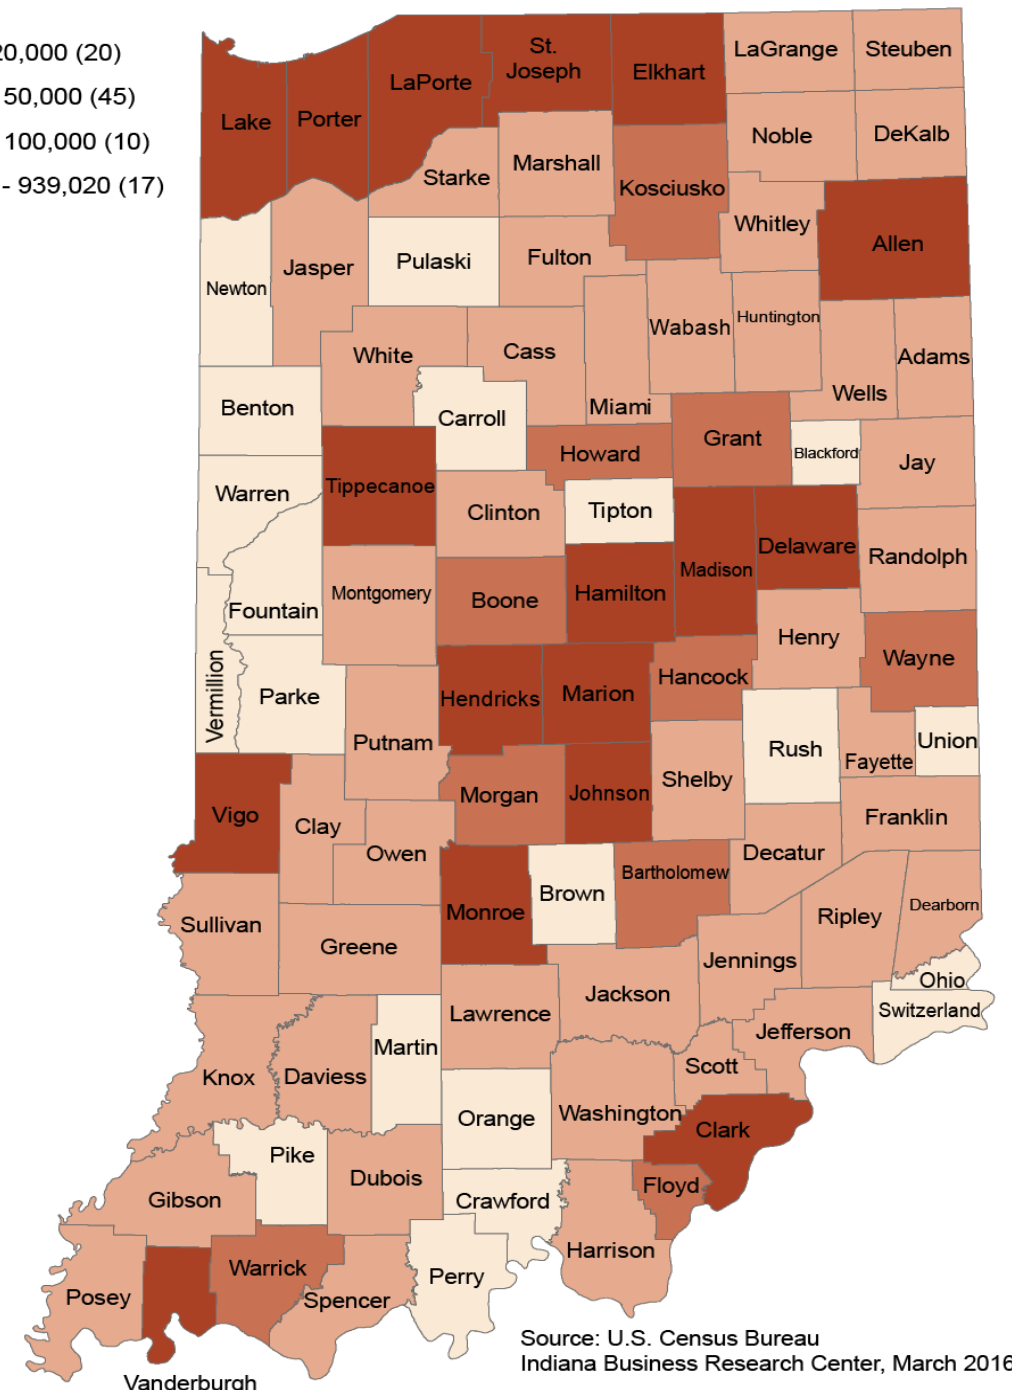 20,000 (20)
50,000 (45)
100,000 (10)
- 939,020 (17)
LaGrange
Steuben
St.
Joseph
Elkhart
LaPorte
Lake
Porter
Noble
DeKalb
Marshall
Starke
Kosciusko
Whitley
Allen
Pulaski
Fulton
Jasper
Newton
Wabash
Huntington
White
Cass
Adams
Wells
Miami
Benton
Carroll
Grant
Howard
Blackford
Jay
Warren
Tippecanoe
Clinton
Tipton
Delaware
Randolph
Madison
Hamilton
Montgomery
Boone
Fountain
Henry
Wayne
Hancock
Vermillion
Parke
Hendricks
Marion
Putnam
Rush
Union
Fayette
Shelby
Morgan
Johnson
Vigo
Clay
Franklin
Owen
Decatur
Bartholomew
Brown
Monroe
Dearborn
Ripley
Sullivan
Greene
Jennings
Ohio
Jackson
Lawrence
Switzerland
Jefferson
Martin
Scott
Knox
Daviess
Orange
Washington
Clark
Pike
Dubois
Floyd
Gibson
Crawford
Harrison
Warrick
Perry
Posey
Spencer
Source: U.S. Census Bureau
Indiana Business Research Center, March 2016
Vanderburgh